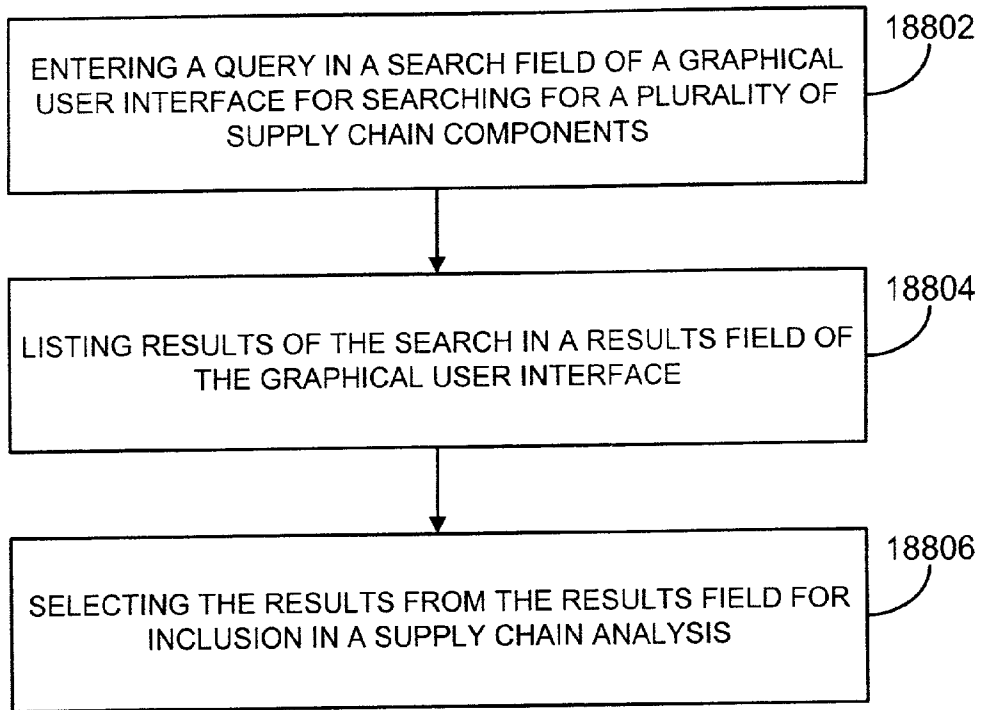 18802
ENTERING A QUERY IN A SEARCH FIELD OF A GRAPHICAL
USER INTERFACE FOR SEARCHING FOR A PLURALITY OF
SUPPLY CHAIN COMPONENTS
18804
LISTING RESULTS OF THE SEARCH IN A RESULTS FIELD OF
THE GRAPHICAL USER INTERFACE
18806
SELECTING THE RESULTS FROM THE RESULTS FIELD FOR
INCLUSION IN A SUPPLY CHAIN ANALYSIS